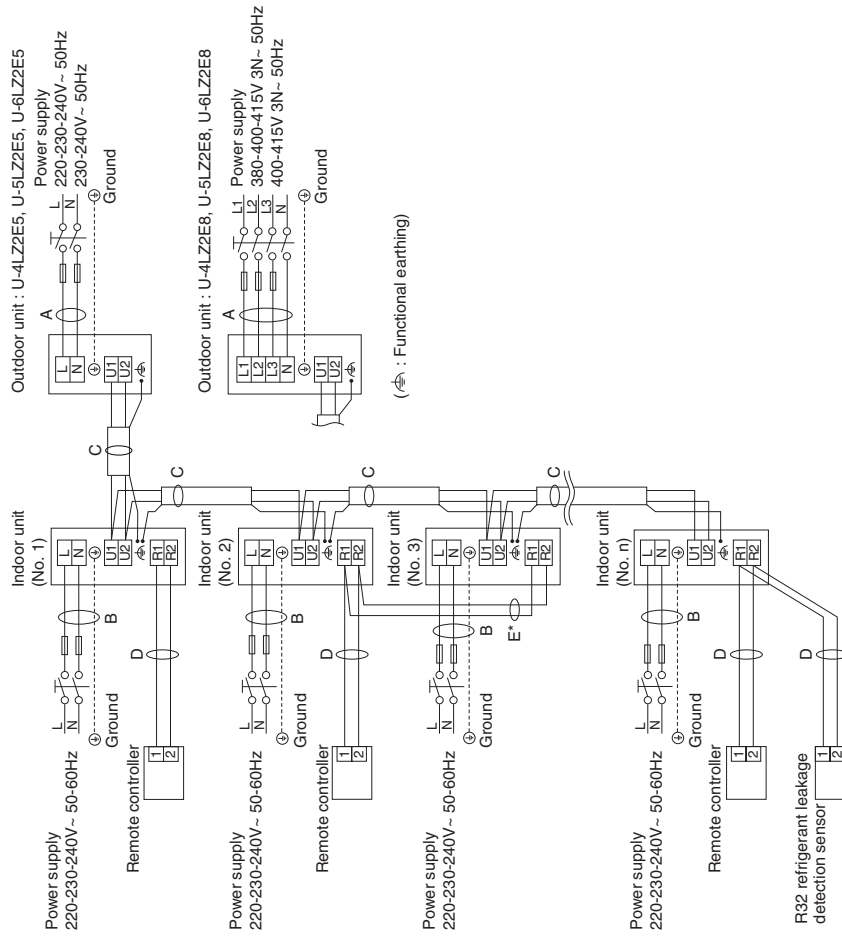 Outdoor unit : U-4LZ2E5, U-5LZ2E5, U-6LZ2E5
Power supply
220-230-240V ~ 50Hz
230-240V ~ 50Hz
L
N
Ground
A
L
N
U1
U2
C
Outdoor unit : U-4LZ2E8, U-5LZ2E8, U-6LZ2E8
Power supply
380-400-415V 3N ~ 50Hz
400-415V 3N ~ 50Hz
L1
L2
L3
N
Ground
A
L1
L2
L3
N
U1
U2
( : Functional earthing)
Indoor unit
(No. 1)
L
N
U1
U2
R1
R2
C
B
D
Power supply
220-230-240V ~ 50-60Hz
L
N
Ground
Remote controller
1
2
Indoor unit
(No. 2)
L
N
U1
U2
R1
R2
C
B
D
Power supply
220-230-240V ~ 50-60Hz
L
N
Ground
Remote controller
1
2
Indoor unit
(No. 3)
L
N
U1
U2
R1
R2
C
B
E*
Power supply
220-230-240V ~ 50-60Hz
L
N
Ground
Indoor unit
(No. n)
L
N
U1
U2
R1
R2
B
D
Power supply
220-230-240V ~ 50-60Hz
L
N
Ground
Remote controller
1
2
D
R32 refrigerant leakage
detection sensor
1
2